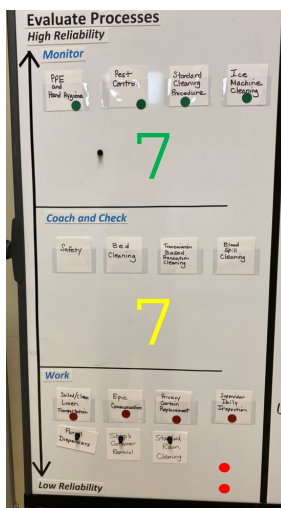 Evaluate Processes
High Reliability
Monitor
PPE
and
Hand Hygiene
Pest
Control
Standard
Cleaning
Procedure
Ice
Machine
Cleaning
7
Coach and Check
Safety
Bed
Cleaning
Transmission
Based
Precaution
Cleaning
Blood
Spill
Cleaning
7
Work
Soiled/Clean
Linen
Transportation
Epic
Communication
Privacy
Curtain
Replacement
Supervisor
Daily
Inspection
Purell
Dispensers
Sharps
Container
Removal
Standard
Room
Cleaning
Low Reliability